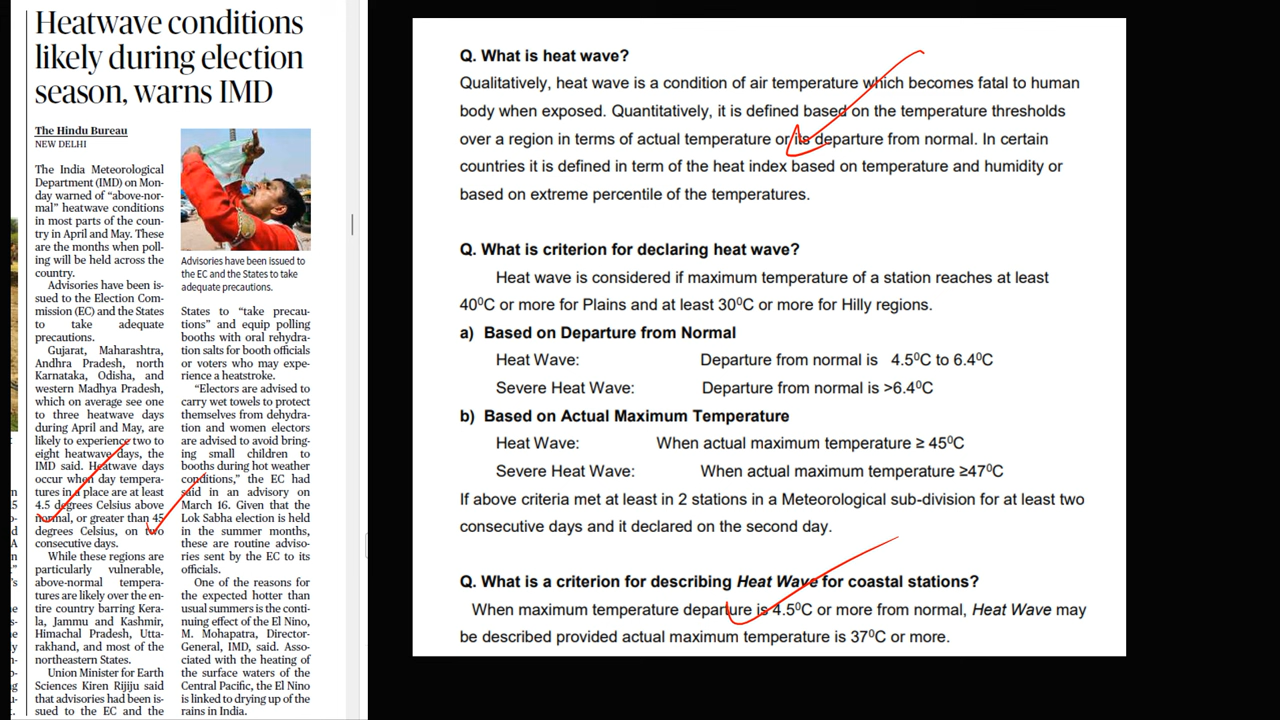 Heatwave conditions
likely during election
season, warns IMD
The Hindu Bureau
NEW DELHI
The India Meteorological
Department (IMD) on Mon-
day warned of “above-nor-
mal” heatwave conditions
in most parts of the coun-
try in April and May. These
are the months when poll-
ing will be held across the
country.
Advisories have been is-
sued to the Election Com-
mission (EC) and the States
to take adequate
precautions.
Gujarat, Maharashtra,
Andhra Pradesh, north
Karnataka, Odisha, and
western Madhya Pradesh,
which on average see one
to three heatwave days
during April and May, are
likely to experience two to
eight heatwave days, the
IMD said. Heatwave days
occur when day tempera-
tures in a place are at least
4.5 degrees Celsius above
normal, or greater than 45
degrees Celsius, on two
consecutive days.
While these regions are
particularly vulnerable,
above-normal tempera-
tures are likely over the en-
tire country barring Kera-
la, Jammu and Kashmir,
Himachal Pradesh, Utta-
rakhand, and most of the
northeastern States.
Union Minister for Earth
Sciences Kiren Rijiju said
that advisories had been is-
sued to the EC and the
Advisories have been issued to
the EC and the States to take
adequate precautions.
States to “take precau-
tions” and equip polling
booths with oral rehydra-
tion salts for booth officials
or voters who may expe-
rience a heatstroke.
“Electors are advised to
carry wet towels to protect
themselves from dehydra-
tion and women electors
are advised to avoid bring-
ing small children to
booths during hot weather
conditions,” the EC had
said in an advisory on
March 16. Given that the
Lok Sabha election is held
in the summer months,
these are routine adviso-
ries sent by the EC to its
officials.
One of the reasons for
the expected hotter than
usual summers is the conti-
nuing effect of the El Nino,
M. Mohapatra, Director-
General, IMD, said. Asso-
ciated with the heating of
the surface waters of the
Central Pacific, the El Nino
is linked to drying up of the
rains in India.
Q. What is heat wave?
Qualitatively, heat wave is a condition of air temperature which becomes fatal to human
body when exposed. Quantitatively, it is defined based on the temperature thresholds
over a region in terms of actual temperature or its departure from normal. In certain
countries it is defined in term of the heat index based on temperature and humidity or
based on extreme percentile of the temperatures.
Q. What is criterion for declaring heat wave?
Heat wave is considered if maximum temperature of a station reaches at least
40⁰C or more for Plains and at least 30⁰C or more for Hilly regions.
a) Based on Departure from Normal
Heat Wave: Departure from normal is 4.5⁰C to 6.4⁰C
Severe Heat Wave: Departure from normal is >6.4⁰C
b) Based on Actual Maximum Temperature
Heat Wave: When actual maximum temperature ≥ 45⁰C
Severe Heat Wave: When actual maximum temperature ≥47⁰C
If above criteria met at least in 2 stations in a Meteorological sub-division for at least two
consecutive days and it declared on the second day.
Q. What is a criterion for describing Heat Wave for coastal stations?
When maximum temperature departure is 4.5⁰C or more from normal, Heat Wave may
be described provided actual maximum temperature is 37⁰C or more.